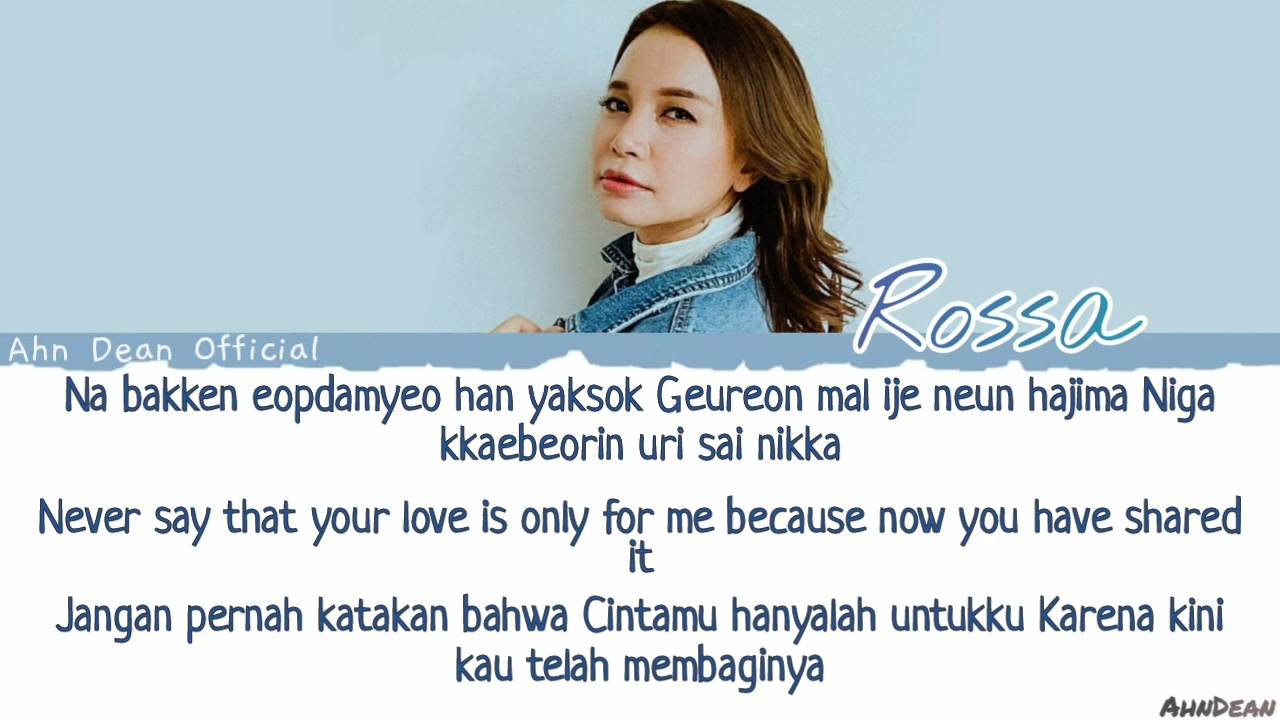 Rossa
Ahn Dean Official
Na bakken eopdamyeo han yaksok Geureon mal ije neun hajima Niga
kkaebeorin uri sai nikka
Never say that your love is only for me because now you have shared
it
Jangan pernah katakan bahwa Cintamu hanyalah untukku Karena kini
kau telah membaginya
AHNDEAN